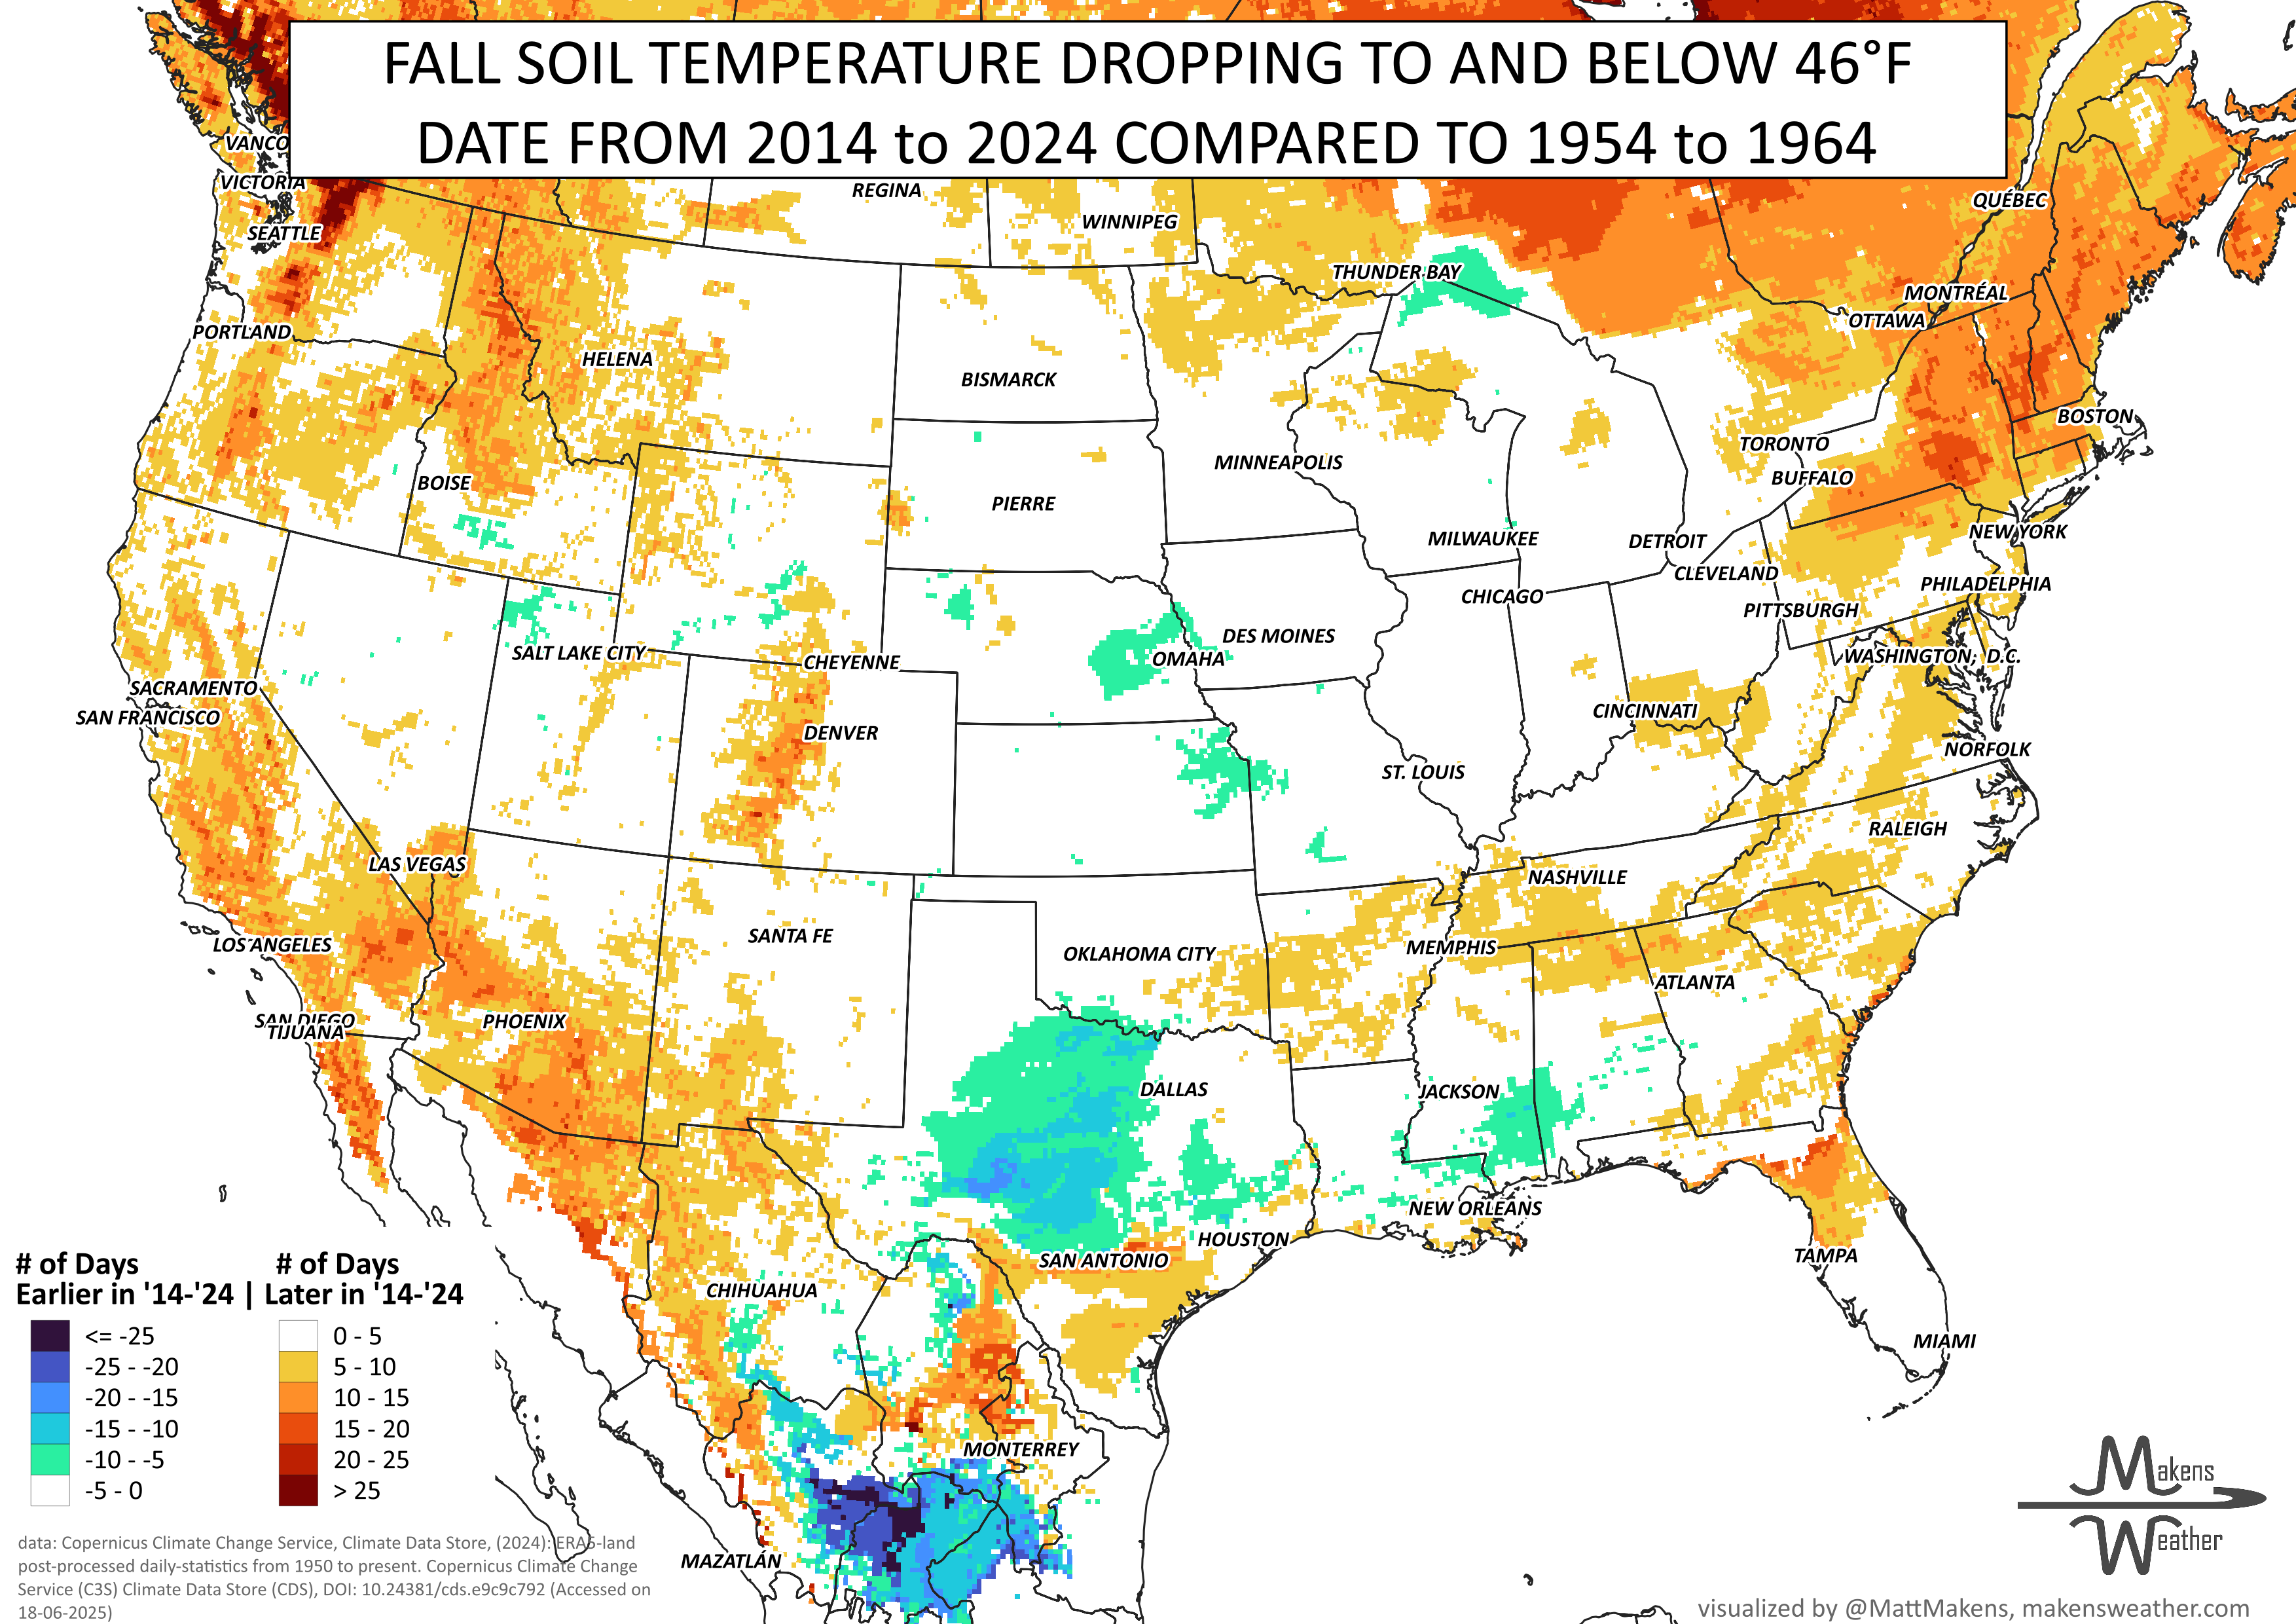 FALL SOIL TEMPERATURE DROPPING TO AND BELOW 46°F
DATE FROM 2014 to 2024 COMPARED TO 1954 to 1964
VANCO
VICTORIA
REGINA
WINNIPEG
QUÉBEC
SEATTLE
THUNDER BAY
MONTRÉAL
OTTAWA
PORTLAND
HELENA
BISMARCK
BOSTON
TORONTO
MINNEAPOLIS
BUFFALO
BOISE
PIERRE
NEW YORK
MILWAUKEE
DETROIT
CLEVELAND
PHILADELPHIA
CHICAGO
PITTSBURGH
DES MOINES
SALT LAKE CITY
CHEYENNE
OMAHA
WASHINGTON, D.C.
SACRAMENTO
SAN FRANCISCO
CINCINNATI
DENVER
NORFOLK
ST. LOUIS
RALEIGH
LAS VEGAS
NASHVILLE
SANTA FE
LOS ANGELES
OKLAHOMA CITY
MEMPHIS
ATLANTA
SAN DIEGO
TIJUANA
PHOENIX
DALLAS
JACKSON
NEW ORLEANS
HOUSTON
SAN ANTONIO
TAMPA
CHIHUAHUA
MIAMI
MONTERREY
MAZATLÁN
# of Days # of Days
Earlier in '14-'24 | Later in '14-'24
<= -25 0 - 5
-25 - -20 5 - 10
-20 - -15 10 - 15
-15 - -10 15 - 20
-10 - -5 20 - 25
-5 - 0 > 25
data: Copernicus Climate Change Service, Climate Data Store, (2024): ERA5-land
post-processed daily-statistics from 1950 to present. Copernicus Climate Change
Service (C3S) Climate Data Store (CDS), DOI: 10.24381/cds.e9c9c792 (Accessed on
18-06-2025)
Makens
Weather
visualized by @MattMakens, makensweather.com